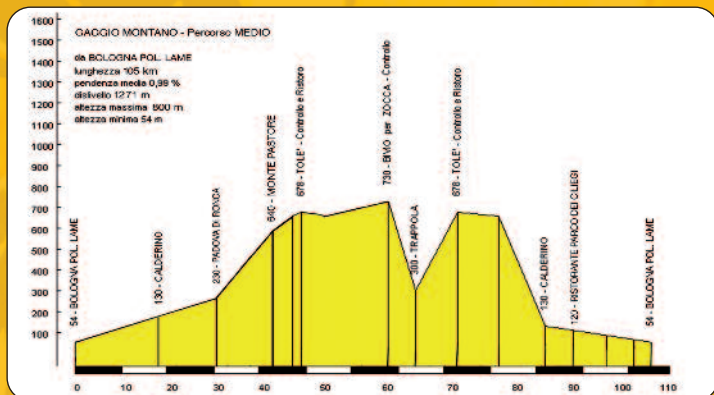 GAGGIO MONTANO - Percorso MEDIO
da BOLOGNA POL. LAME
lunghezza 105 km
pendenza media 0,99 %
dislivello 1271 m
altezza massima 800 m
altezza minima 54 m
1600
1500
1400
1300
1200
1100
1000
900
800
700
600
500
400
300
200
100
54 - BOLOGNA POL. LAME
130 - CALDERINO
200 - PADOVA DI RONCA
640 - MONTE PASTORE
678 - TOLE' - Controllo e Ristoro
730 - BIVIO per ZOCCA - Controllo
300 - TRAPPOLA
678 - TOLE' - Controllo e Ristoro
130 - CALDERINO
120 - RISTORANTE PARCO DEI CILIEGI
54 - BOLOGNA POL. LAME
0 10 20 30 40 50 60 70 80 90 100 110